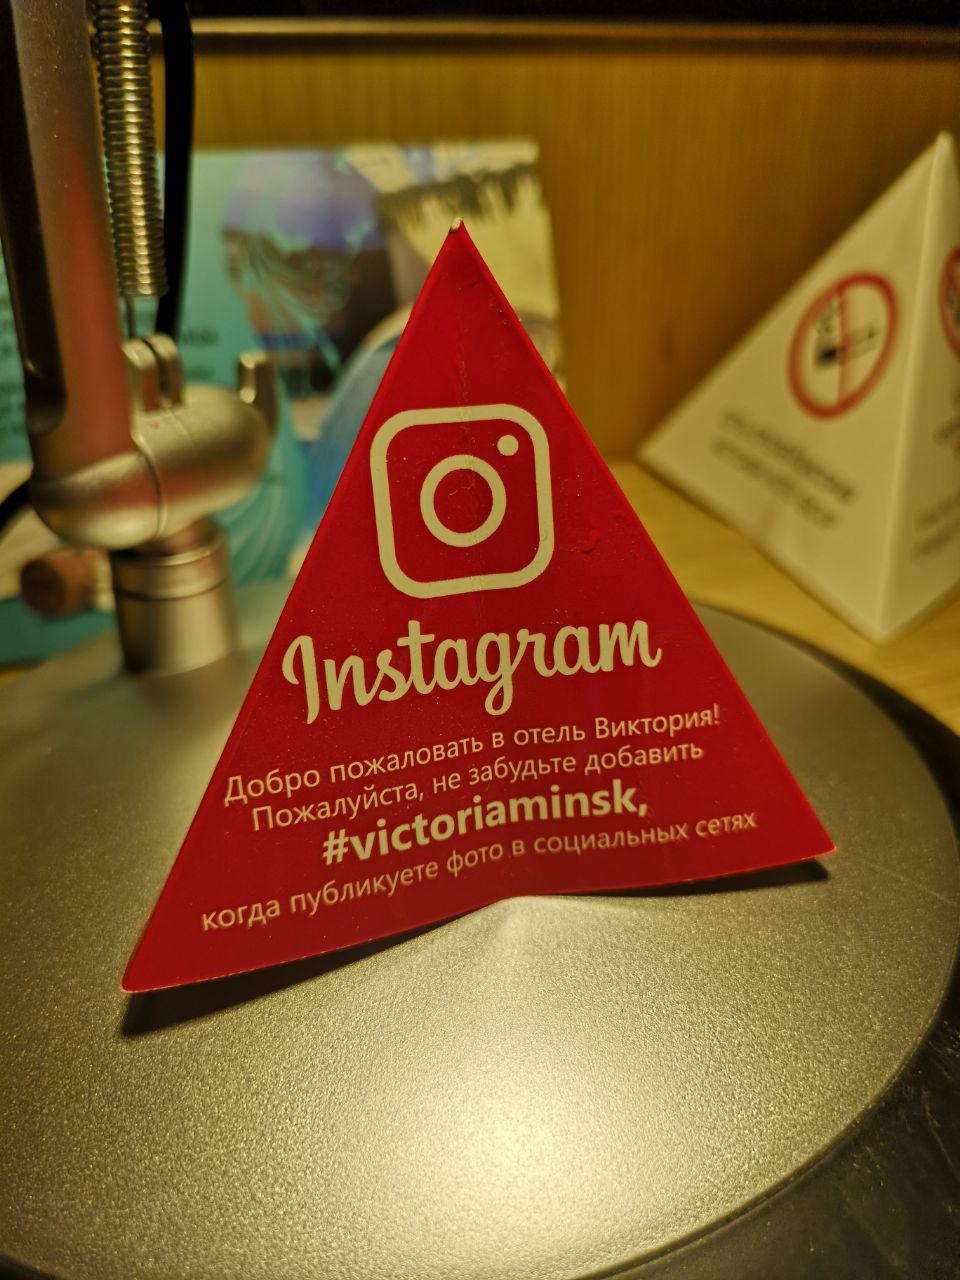 Instagram
Добро пожаловать в отель Виктория!
Пожалуйста, не забудьте добавить
#victoriaminsk,
когда публикуете фото в социальных сетях